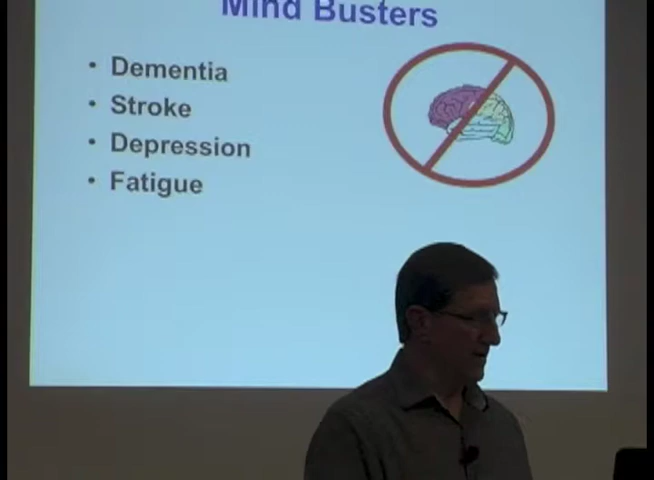 Mind Busters
• Dementia
• Stroke
• Depression
• Fatigue